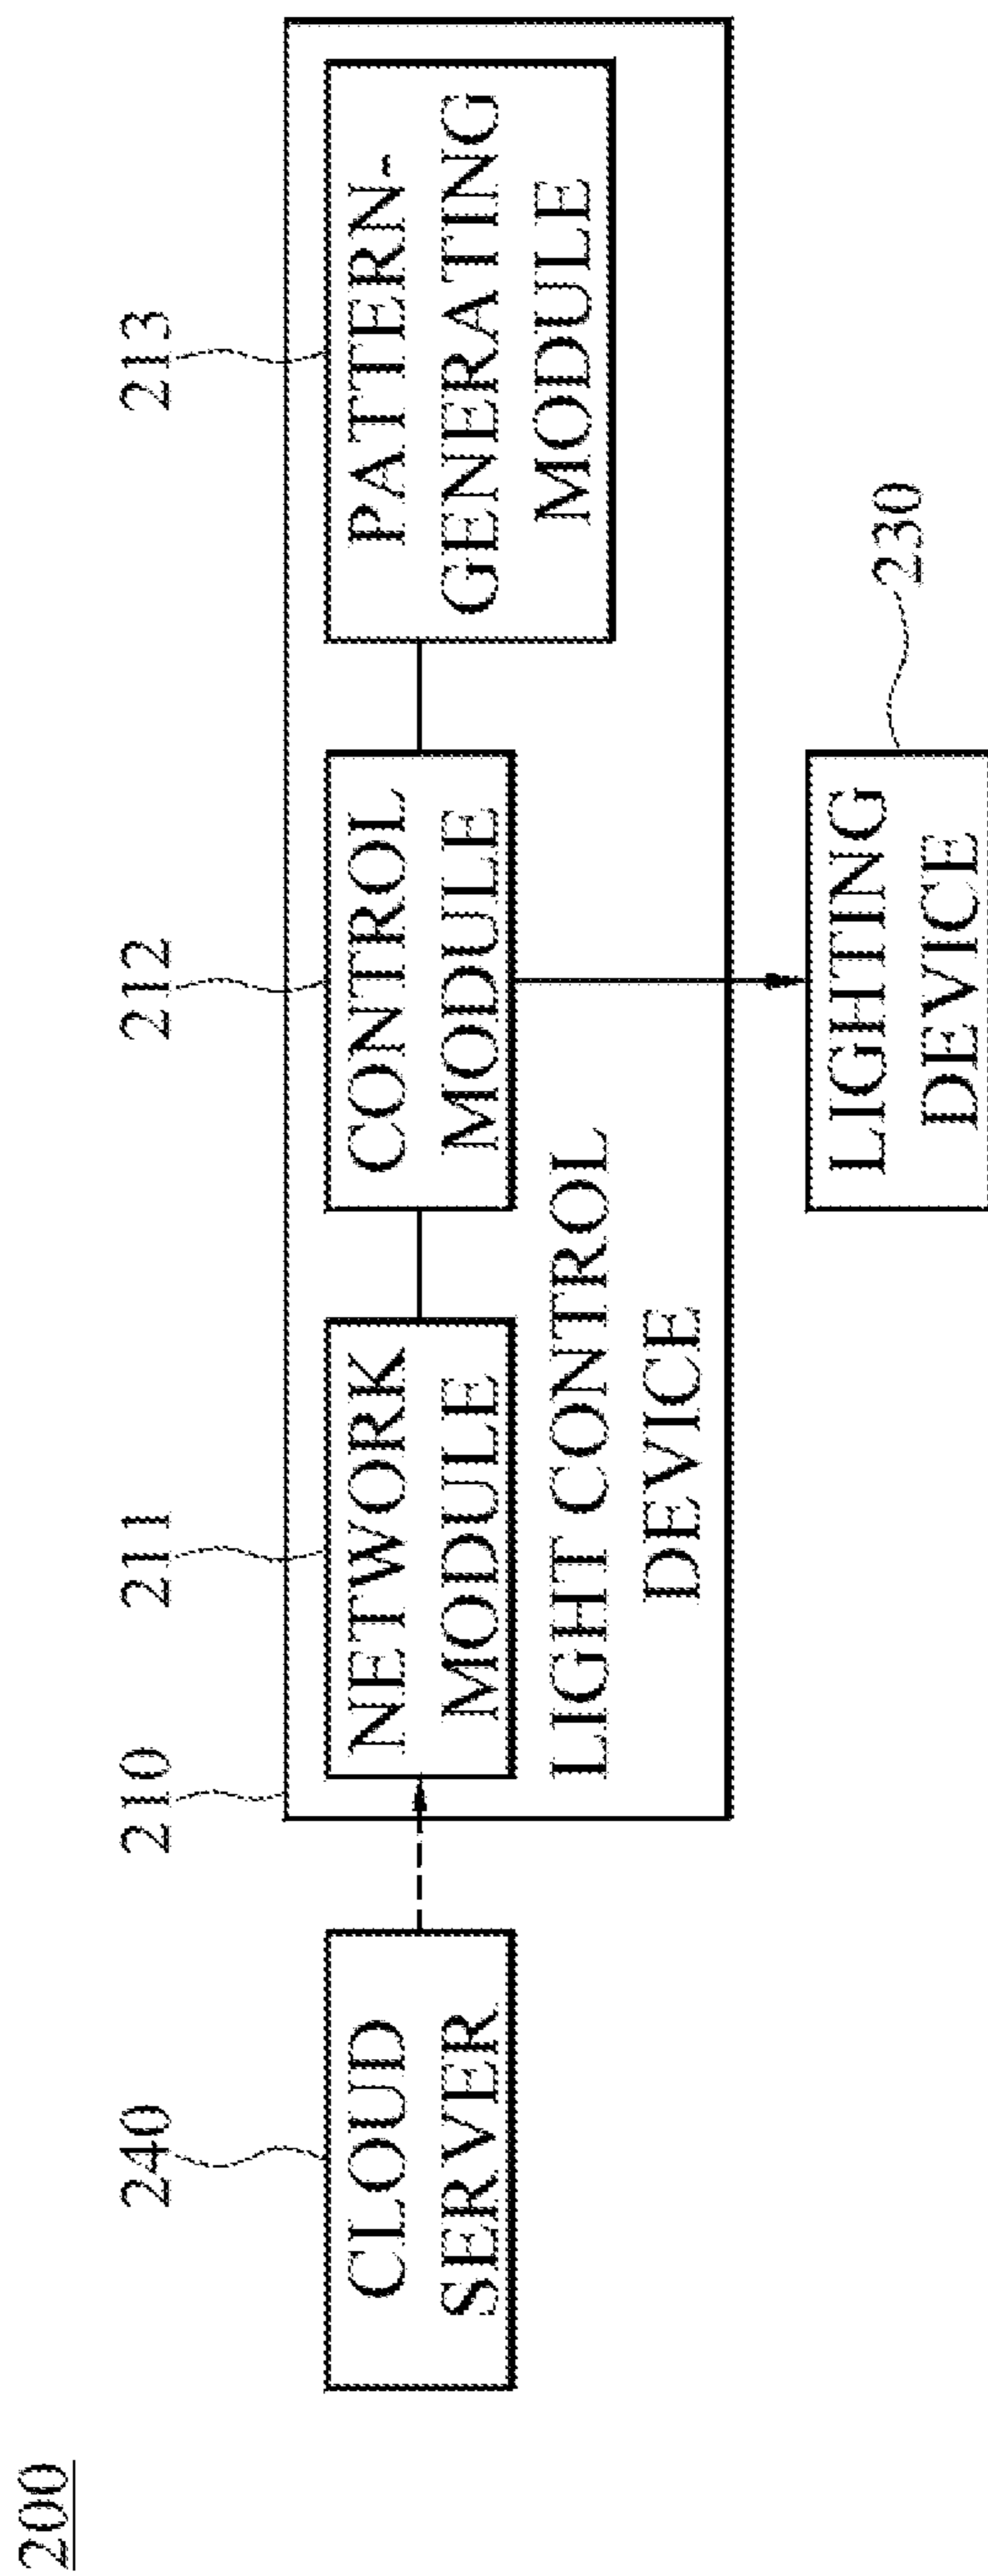 200
240
210
211
212
213
CLOUD
SERVER
NETWORK
MODULE
CONTROL
MODULE
PATTERN-
GENERATING
MODULE
LIGHT CONTROL
DEVICE
LIGHTING
DEVICE
230